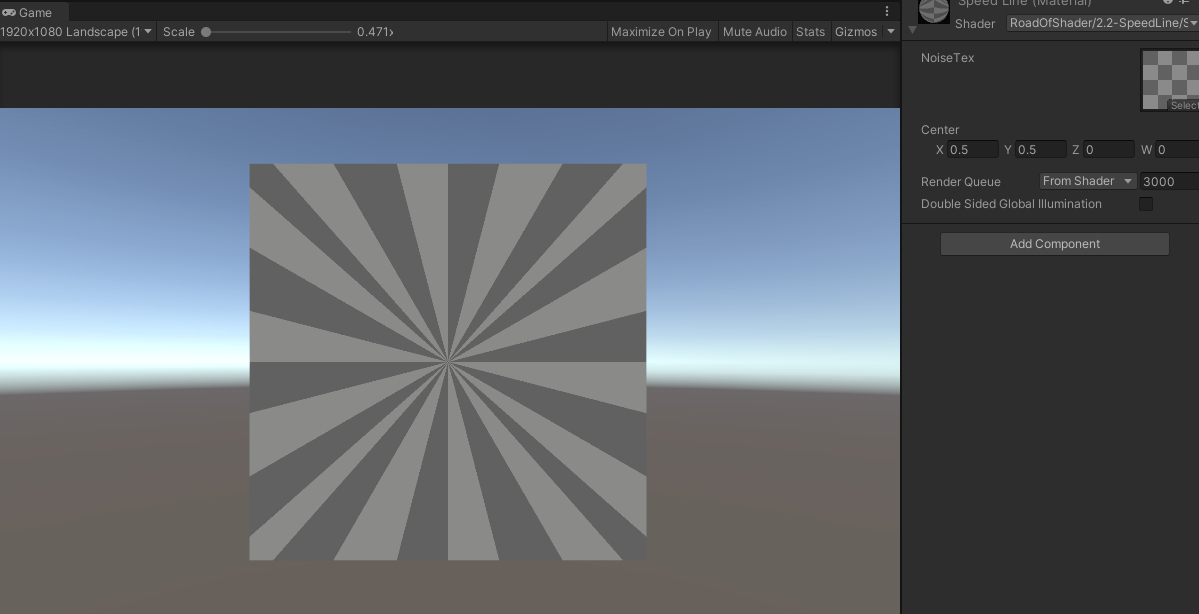 Game
1920x1080 Landscape (1
Scale 0.471x
Maximize On Play Mute Audio Stats Gizmos
Speed Line (Material)
Shader RoadOfShader/2.2-SpeedLine/S
NoiseTex
Select
Center
X 0.5 Y 0.5 Z 0 W 0
Render Queue From Shader 3000
Double Sided Global Illumination
Add Component